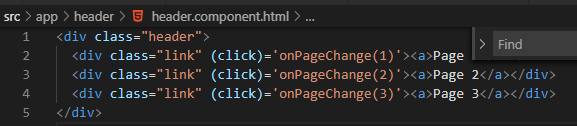 src > app > header > header.component.html > ...
1 <div class="header">
2 <div class="link" (click)='onPageChange(1)'><a>Page
3 <div class="link" (click)='onPageChange(2)'><a>Page 2</a></div>
4 <div class="link" (click)='onPageChange(3)'><a>Page 3</a></div>
5 </div>
> Find